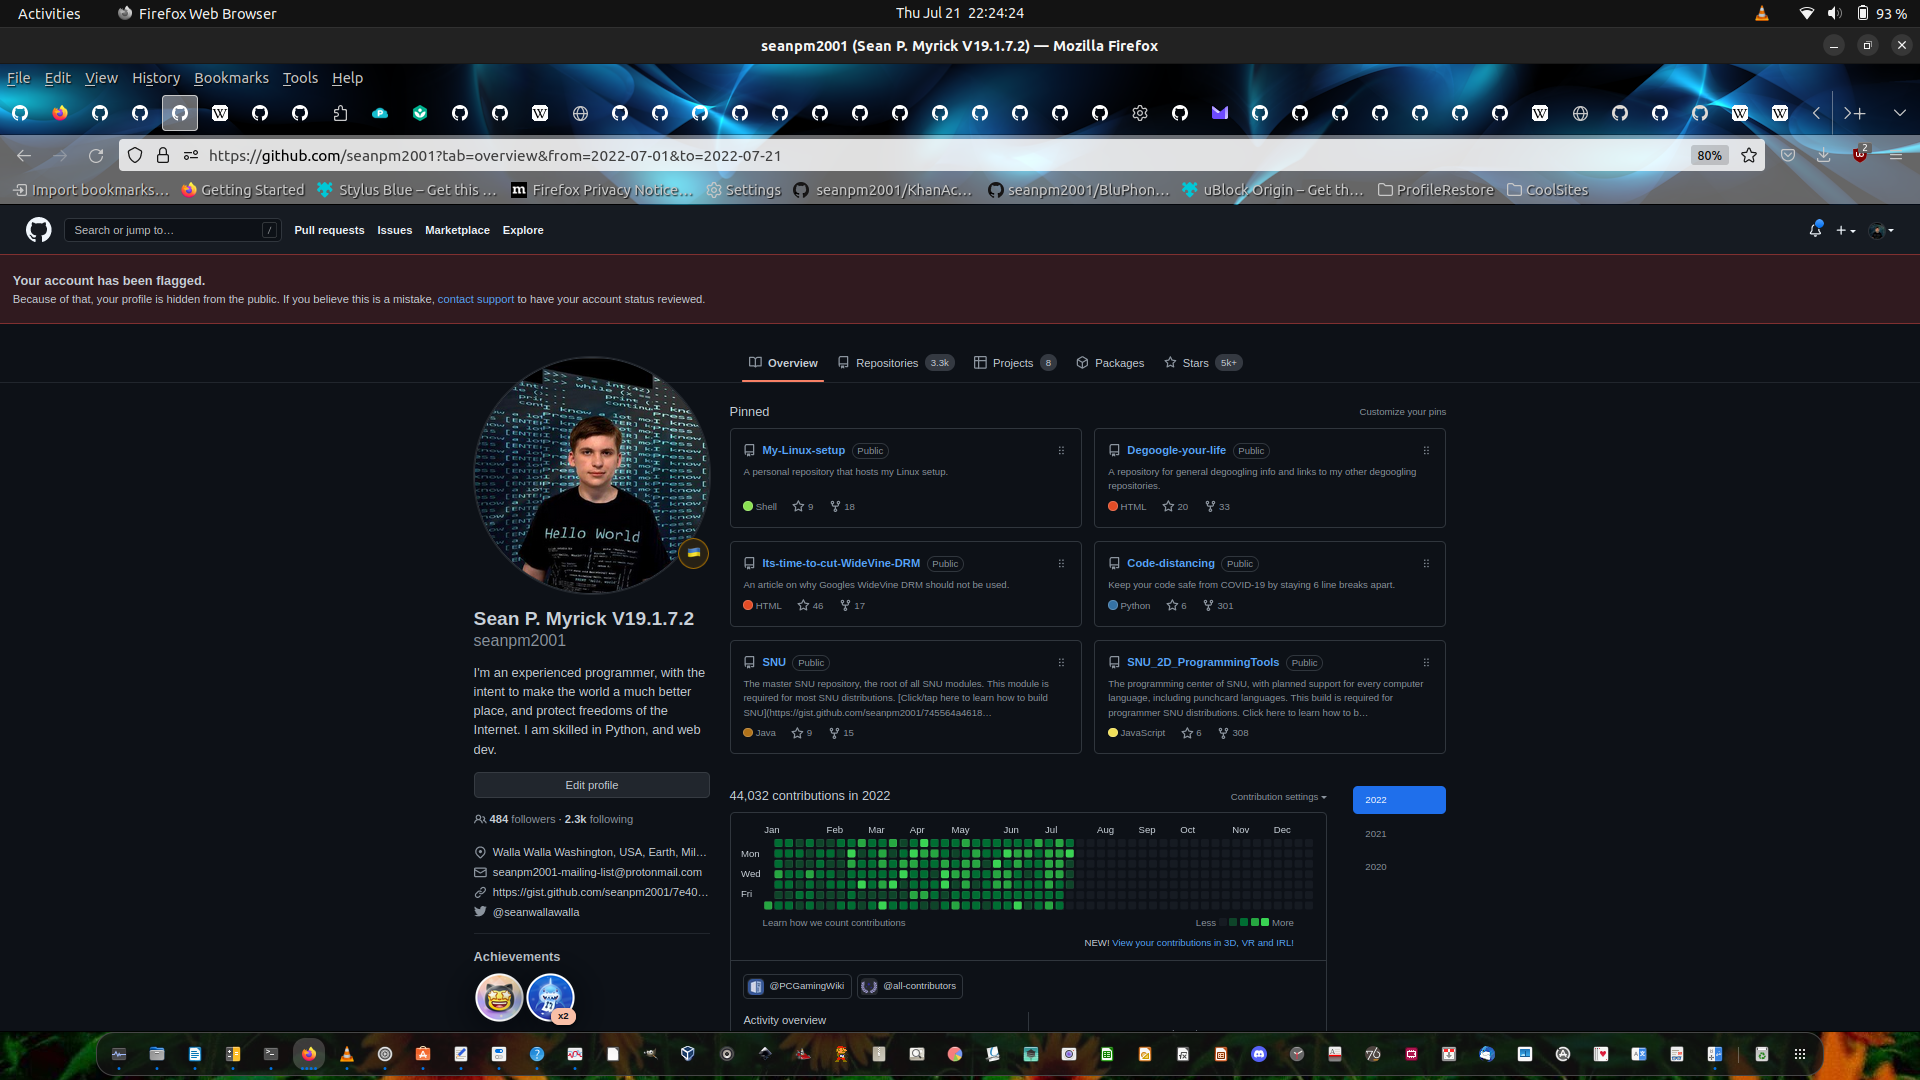 Activities
Firefox Web Browser
Thu Jul 21 22:24:24
93 %
seanpm2001 (Sean P. Myrick V19.1.7.2) — Mozilla Firefox
File Edit View History Bookmarks Tools Help
https://github.com/seanpm2001?tab=overview&from=2022-07-01&to=2022-07-21
80%
2
Import bookmarks…
Getting Started
Stylus Blue – Get this …
Firefox Privacy Notice…
Settings
seanpm2001/KhanAc…
seanpm2001/BluPhon…
uBlock Origin – Get th…
ProfileRestore
CoolSites
Search or jump to…
/
Pull requests
Issues
Marketplace
Explore
Your account has been flagged.
Because of that, your profile is hidden from the public. If you believe this is a mistake, contact support to have your account status reviewed.
Overview
Repositories 3.3k
Projects 8
Packages
Stars 5k+
Hello World
Sean P. Myrick V19.1.7.2
seanpm2001
I'm an experienced programmer, with the
intent to make the world a much better
place, and protect freedoms of the
Internet. I am skilled in Python, and web
dev.
Edit profile
484 followers · 2.3k following
Walla Walla Washington, USA, Earth, Mil…
seanpm2001-mailing-list@protonmail.com
https://gist.github.com/seanpm2001/7e40…
@seanwallawalla
Achievements
x2
Pinned
Customize your pins
My-Linux-setup Public
A personal repository that hosts my Linux setup.
Shell 9 18
Degoogle-your-life Public
A repository for general degoogling info and links to my other degoogling
repositories.
HTML 20 33
Its-time-to-cut-WideVine-DRM Public
An article on why Googles WideVine DRM should not be used.
HTML 46 17
Code-distancing Public
Keep your code safe from COVID-19 by staying 6 line breaks apart.
Python 6 301
SNU Public
The master SNU repository, the root of all SNU modules. This module is
required for most SNU distributions. [Click/tap here to learn how to build
SNU](https://gist.github.com/seanpm2001/745564a4618…
Java 9 15
SNU_2D_ProgrammingTools Public
The programming center of SNU, with planned support for every computer
language, including punchcard languages. This build is required for
programmer SNU distributions. Click here to learn how to b…
JavaScript 6 308
44,032 contributions in 2022
Contribution settings
2022
2021
2020
Jan Feb Mar Apr May Jun Jul Aug Sep Oct Nov Dec
Mon
Wed
Fri
Learn how we count contributions
Less More
NEW! View your contributions in 3D, VR and IRL!
@PCGamingWiki
@all-contributors
Activity overview